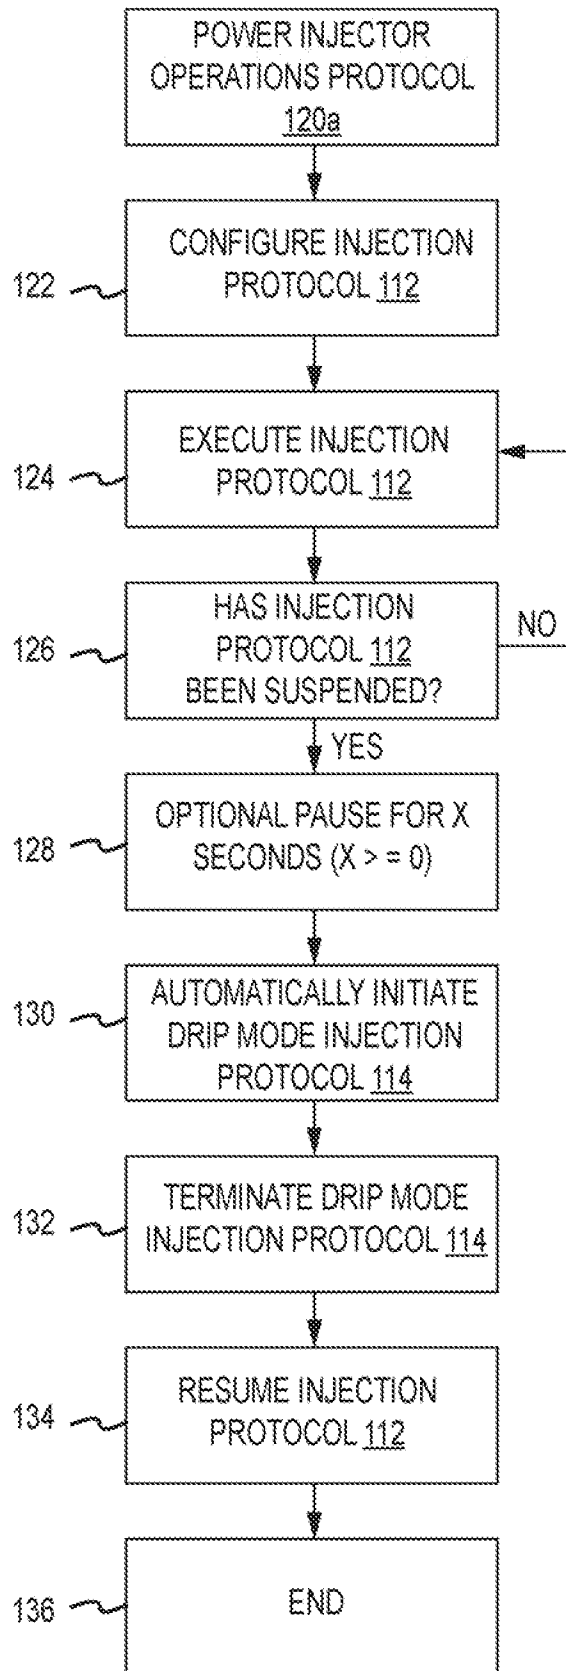 POWER INJECTOR
OPERATIONS PROTOCOL
120a
122
CONFIGURE INJECTION
PROTOCOL 112
124
EXECUTE INJECTION
PROTOCOL 112
126
HAS INJECTION
PROTOCOL 112
BEEN SUSPENDED?
NO
YES
128
OPTIONAL PAUSE FOR X
SECONDS (X > = 0)
130
AUTOMATICALLY INITIATE
DRIP MODE INJECTION
PROTOCOL 114
132
TERMINATE DRIP MODE
INJECTION PROTOCOL 114
134
RESUME INJECTION
PROTOCOL 112
136
END